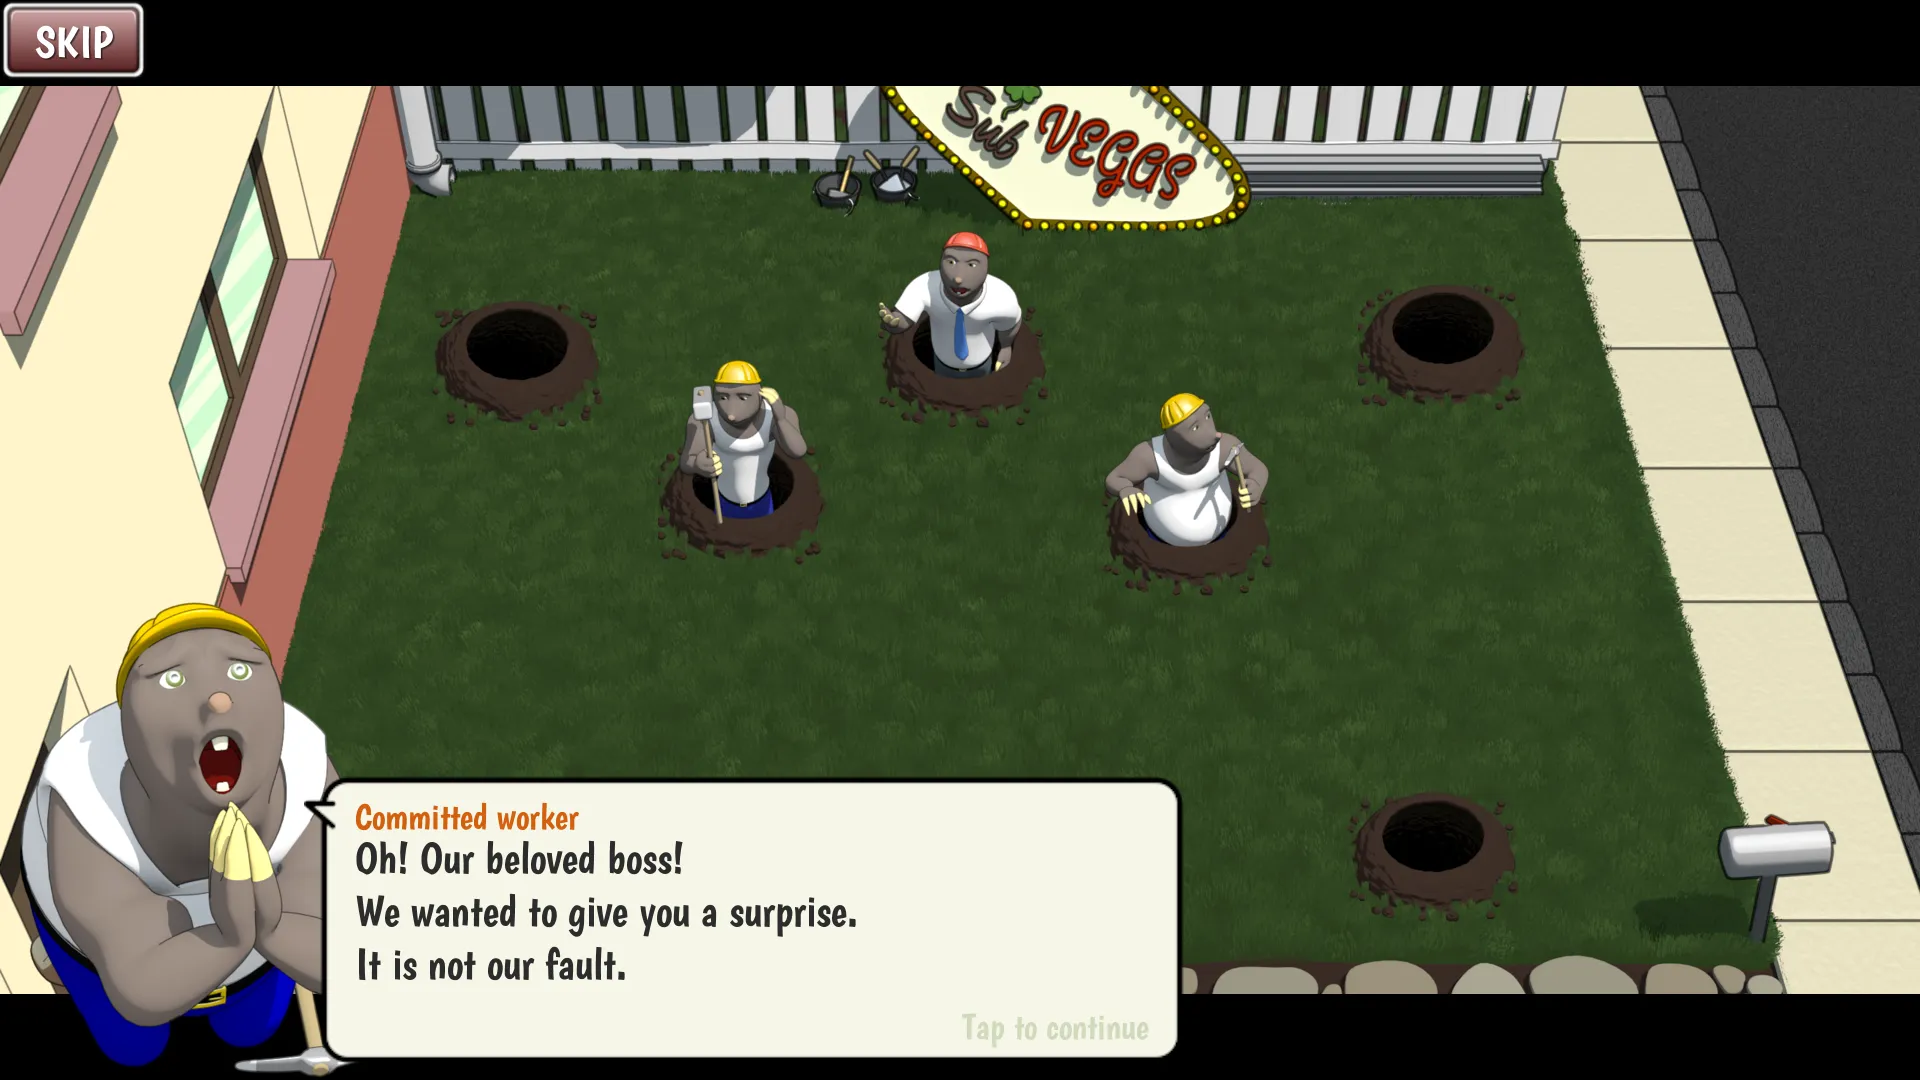 SKIP
Sub VEGAS
Committed worker
Oh! Our beloved boss!
We wanted to give you a surprise.
It is not our fault.
Tap to continue